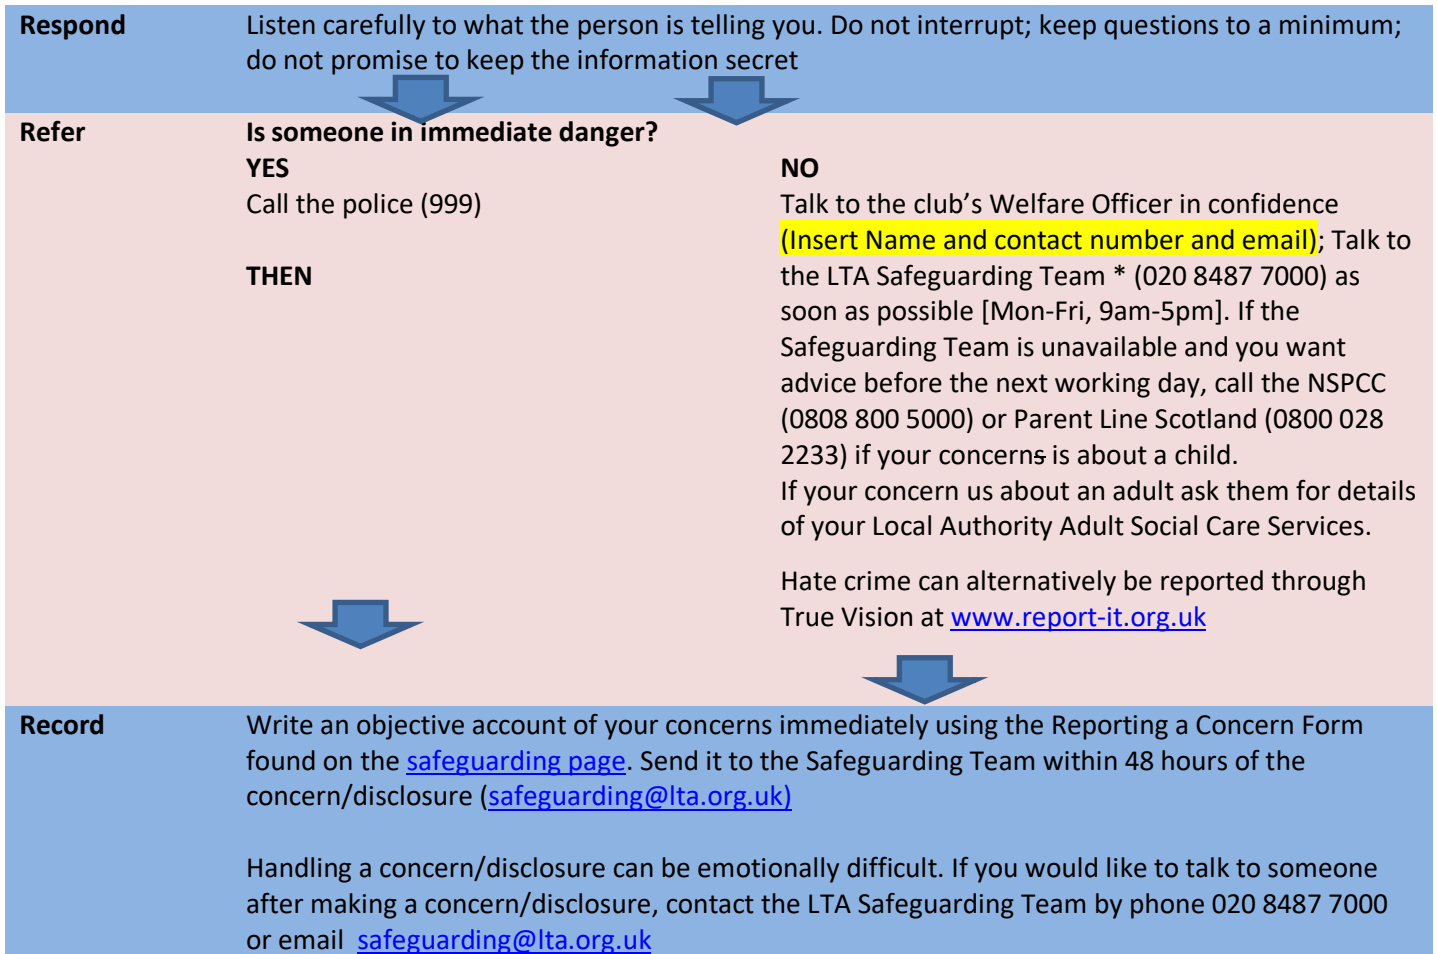 Respond
Listen carefully to what the person is telling you. Do not interrupt; keep questions to a minimum;
do not promise to keep the information secret
Refer
Is someone in immediate danger?
YES
Call the police (999)
THEN
NO
Talk to the club’s Welfare Officer in confidence
(Insert Name and contact number and email); Talk to
the LTA Safeguarding Team * (020 8487 7000) as
soon as possible [Mon-Fri, 9am-5pm]. If the
Safeguarding Team is unavailable and you want
advice before the next working day, call the NSPCC
(0808 800 5000) or Parent Line Scotland (0800 028
2233) if your concerns is about a child.
If your concern us about an adult ask them for details
of your Local Authority Adult Social Care Services.
Hate crime can alternatively be reported through
True Vision at www.report-it.org.uk
Record
Write an objective account of your concerns immediately using the Reporting a Concern Form
found on the safeguarding page. Send it to the Safeguarding Team within 48 hours of the
concern/disclosure (safeguarding@lta.org.uk)
Handling a concern/disclosure can be emotionally difficult. If you would like to talk to someone
after making a concern/disclosure, contact the LTA Safeguarding Team by phone 020 8487 7000
or email safeguarding@lta.org.uk